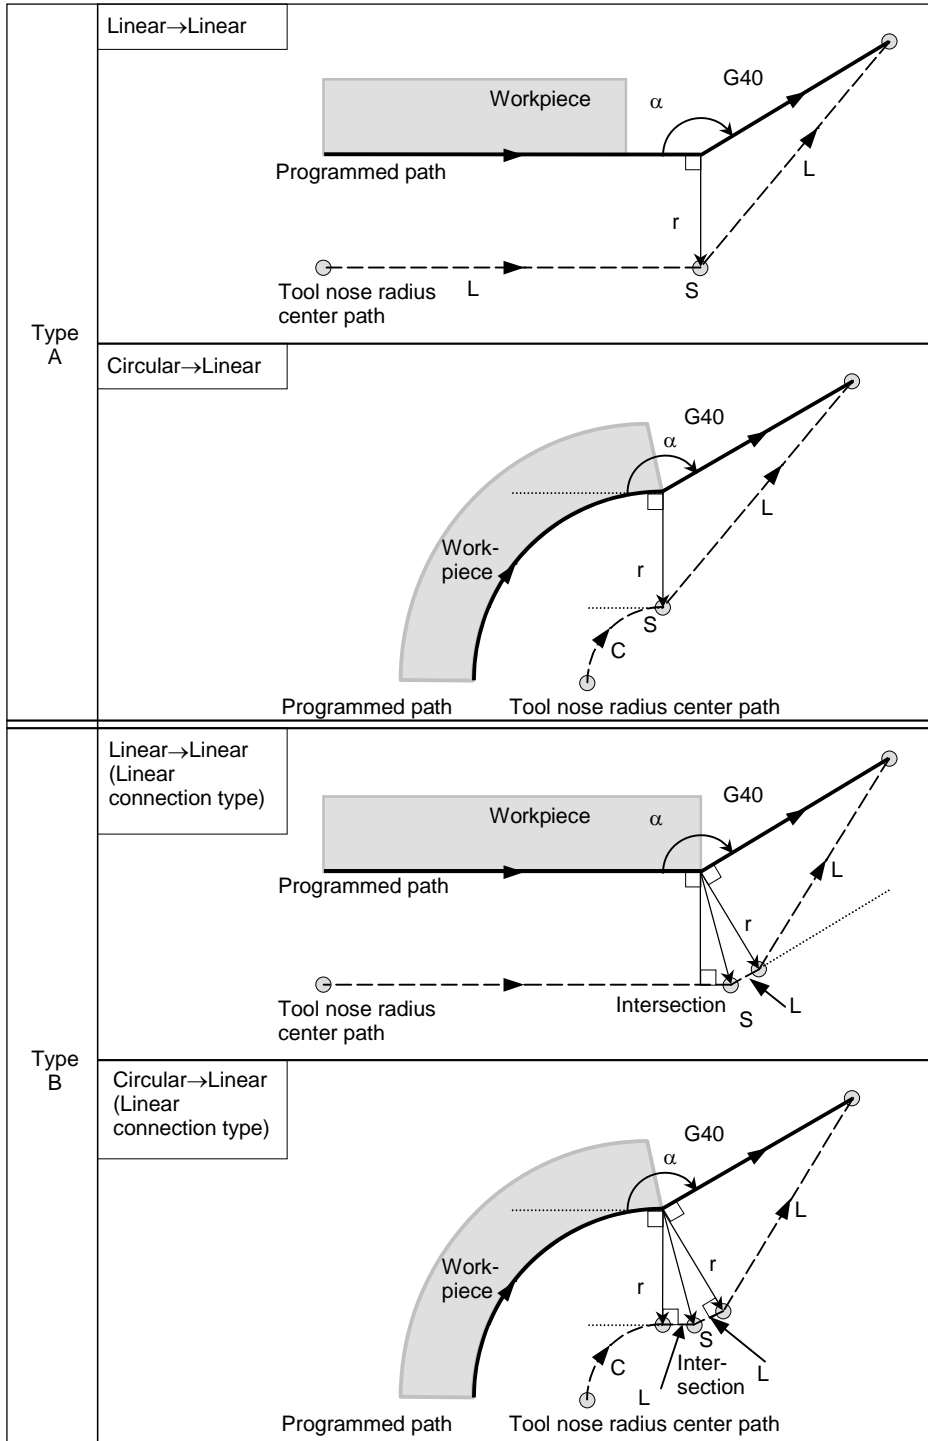 Type
A
Linear→Linear
Workpiece
α
G40
Programmed path
r
L
L
S
Tool nose radius
center path
Circular→Linear
G40
α
Work-
piece
r
L
S
C
Programmed path
Tool nose radius center path
Type
B
Linear→Linear
(Linear
connection type)
Workpiece
α
G40
Programmed path
L
r
Tool nose radius
center path
Intersection
S
L
Circular→Linear
(Linear
connection type)
G40
α
L
Work-
piece
r
r
S
C
L
Inter-
section
L
Programmed path
Tool nose radius center path